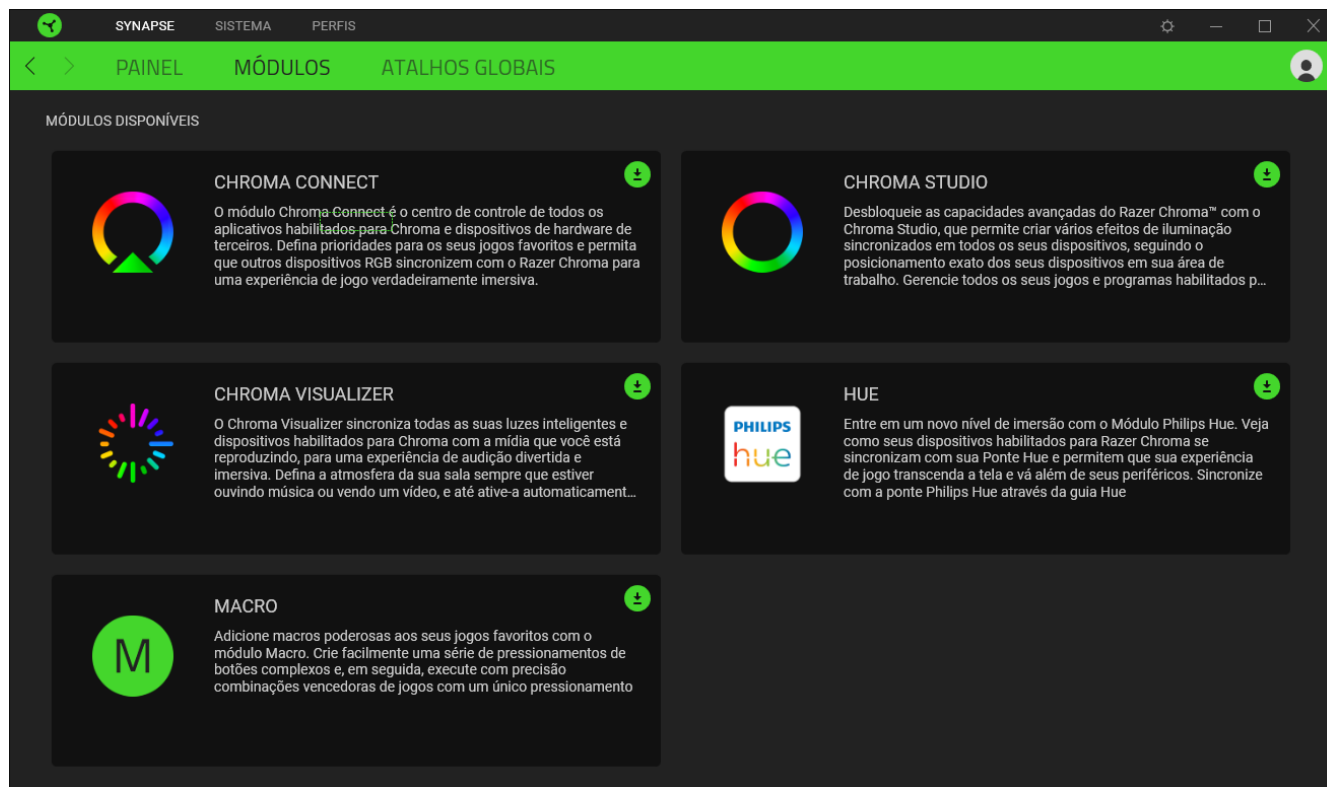 SYNAPSE SISTEMA PERFIS
PAINEL MÓDULOS ATALHOS GLOBAIS
MÓDULOS DISPONÍVEIS
CHROMA CONNECT
O módulo Chroma Connect é o centro de controle de todos os
aplicativos habilitados para Chroma e dispositivos de hardware de
terceiros. Defina prioridades para os seus jogos favoritos e permita
que outros dispositivos RGB sincronizem com o Razer Chroma para
uma experiência de jogo verdadeiramente imersiva.
CHROMA STUDIO
Desbloqueie as capacidades avançadas do Razer Chroma™ com o
Chroma Studio, que permite criar vários efeitos de iluminação
sincronizados em todos os seus dispositivos, seguindo o
posicionamento exato dos seus dispositivos em sua área de
trabalho. Gerencie todos os seus jogos e programas habilitados p...
CHROMA VISUALIZER
O Chroma Visualizer sincroniza todas as suas luzes inteligentes e
dispositivos habilitados para Chroma com a mídia que você está
reproduzindo, para uma experiência de audição divertida e
imersiva. Defina a atmosfera da sua sala sempre que estiver
ouvindo música ou vendo um vídeo, e até ative-a automaticament...
PHILIPS
hue
HUE
Entre em um novo nível de imersão com o Módulo Philips Hue. Veja
como seus dispositivos habilitados para Razer Chroma se
sincronizam com sua Ponte Hue e permitem que sua experiência
de jogo transcenda a tela e vá além de seus periféricos. Sincronize
com a ponte Philips Hue através da guia Hue
M
MACRO
Adicione macros poderosas aos seus jogos favoritos com o
módulo Macro. Crie facilmente uma série de pressionamentos de
botões complexos e, em seguida, execute com precisão
combinações vencedoras de jogos com um único pressionamento